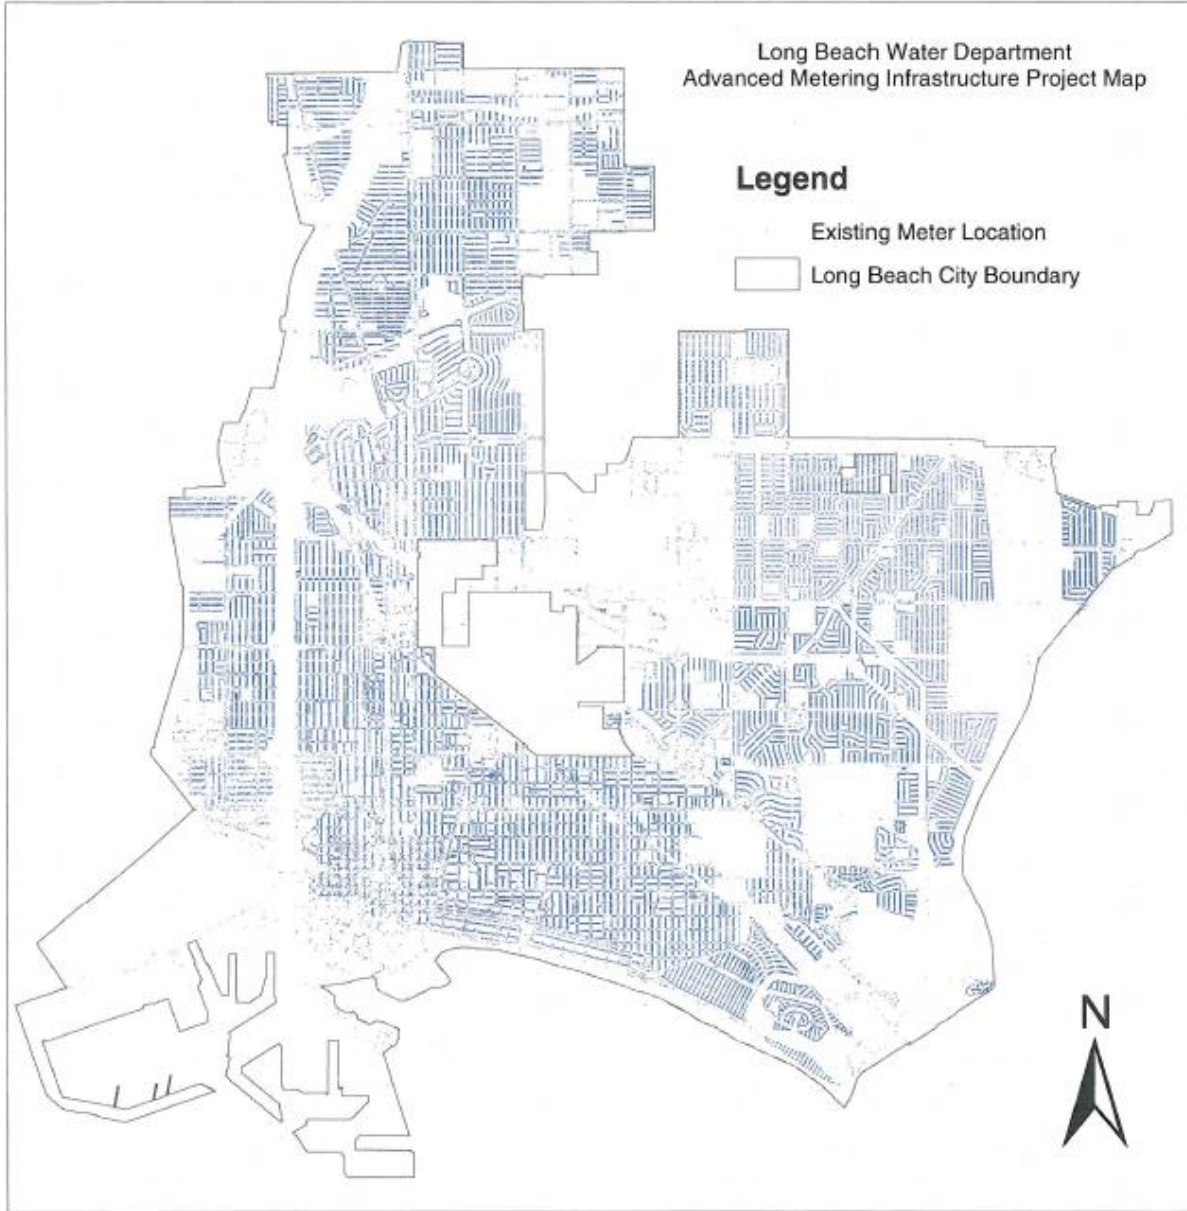 Long Beach Water Department
Advanced Metering Infrastructure Project Map
Legend
Existing Meter Location
Long Beach City Boundary
N